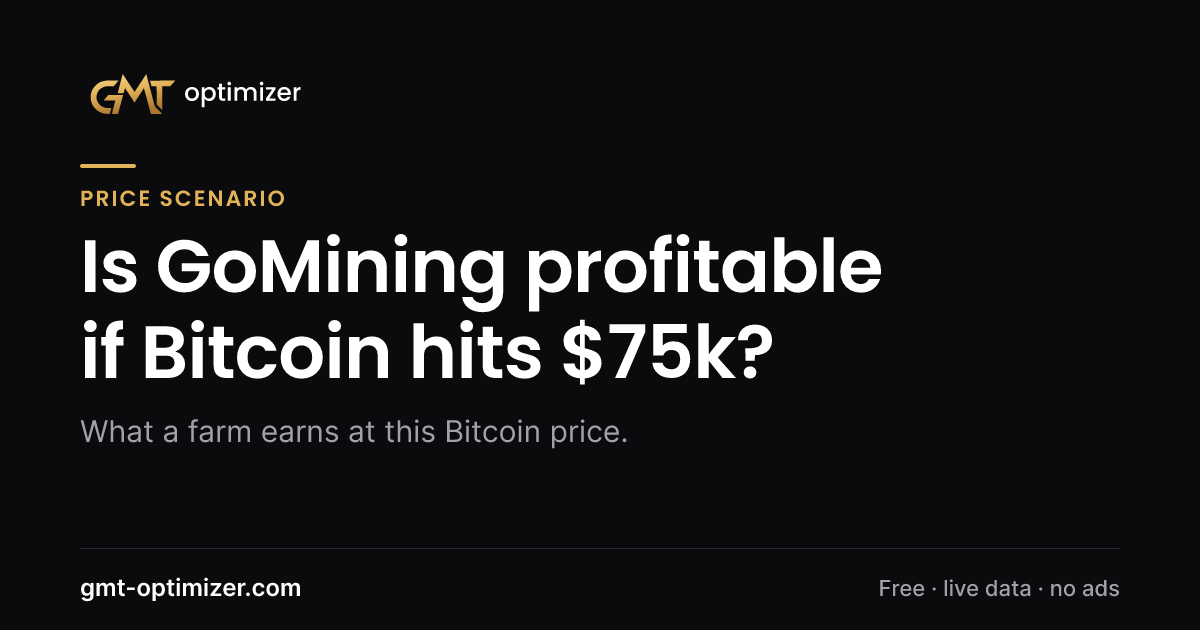 GMT optimizer
PRICE SCENARIO
Is GoMining profitable
if Bitcoin hits $75k?
What a farm earns at this Bitcoin price.
gmt-optimizer.com
Free · live data · no ads